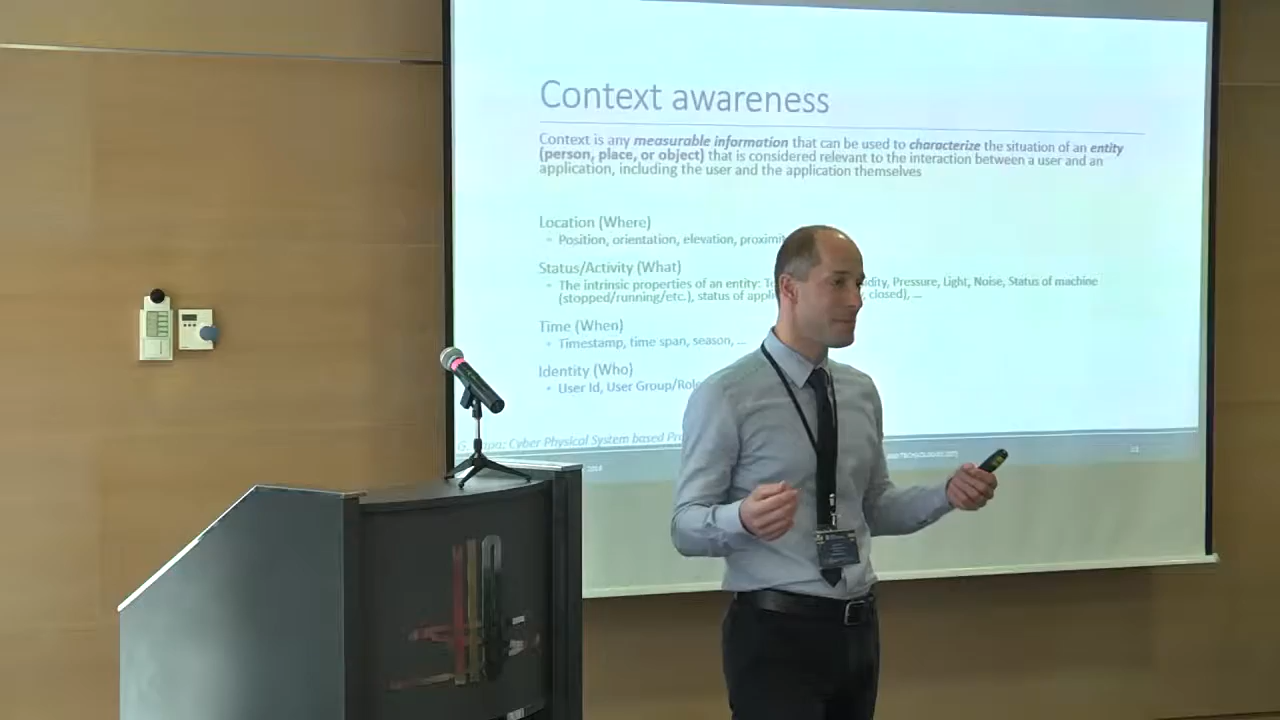 Context awareness
Context is any measurable information that can be used to characterize the situation of an entity
(person, place, or object) that is considered relevant to the interaction between a user and an
application, including the user and the application themselves
Location (Where)
Position, orientation, elevation,
Status/Activity (What)
The intrinsic properties of an entity: Pressure, Light, Noise, Status of machine
(stopped/running/etc.), status of closed), ...
Time (When)
Timestamp, time span, season, ...
Identity (Who)
User Id, User Group/
Cyber Physical System based